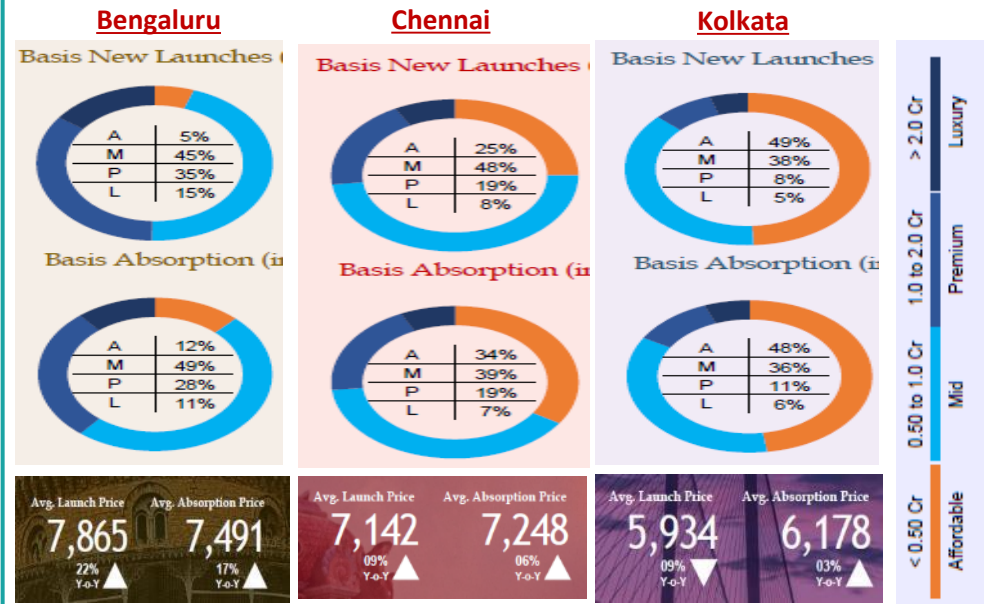 Bengaluru
Basis New Launches (
A 5%
M 45%
P 35%
L 15%
Basis Absorption (in
A 12%
M 49%
P 28%
L 11%
Avg. Launch Price Avg. Absorption Price
7,865 7,491
22% 17%
Y-o-Y Y-o-Y
Chennai
Basis New Launches (
A 25%
M 48%
P 19%
L 8%
Basis Absorption (in
A 34%
M 39%
P 19%
L 7%
Avg. Launch Price Avg. Absorption Price
7,142 7,248
09% 06%
Y-o-Y Y-o-Y
Kolkata
Basis New Launches
A 49%
M 38%
P 8%
L 5%
Basis Absorption (i
A 48%
M 36%
P 11%
L 6%
Avg. Launch Price Avg. Absorption Price
5,934 6,178
09% 03%
Y-o-Y Y-o-Y
> 2.0 Cr
Luxury
1.0 to 2.0 Cr
Premium
0.50 to 1.0 Cr
Mid
< 0.50 Cr
Affordable